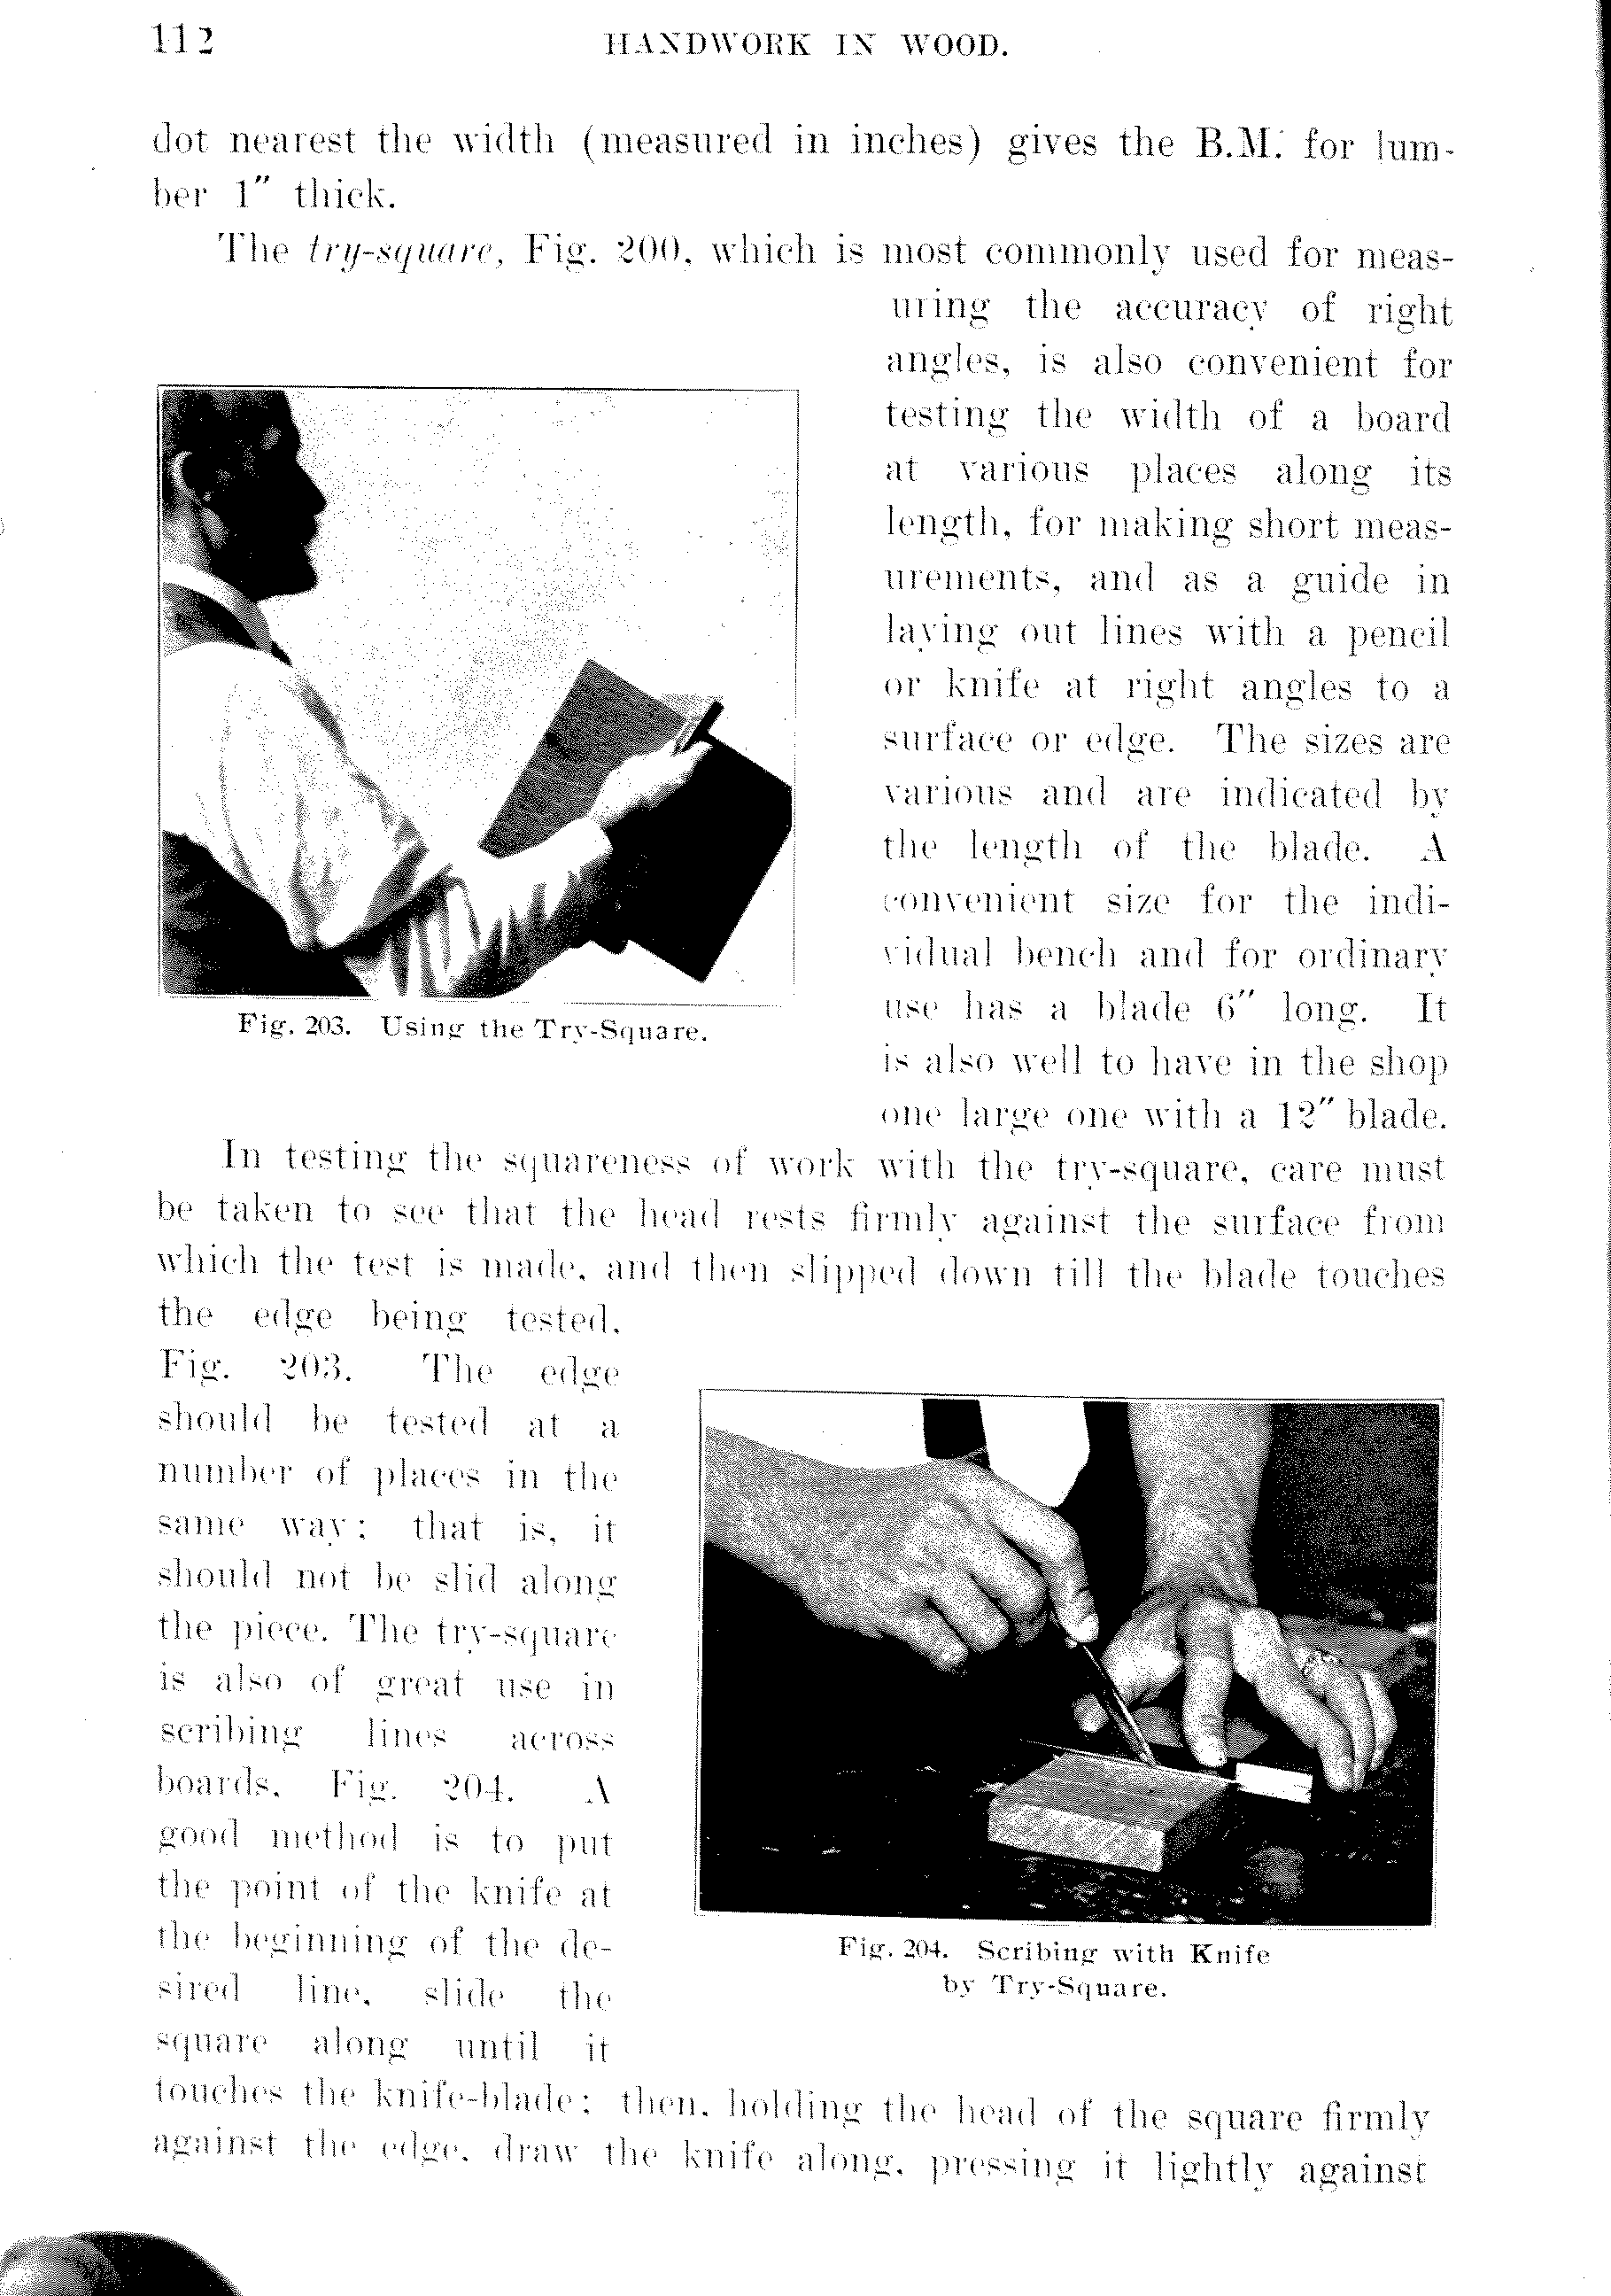 112
HANDWORK IN WOOD.
dot nearest the width (measured in inches) gives the B.M. for lum-
ber 1″ thick.
The try-square, Fig. 200, which is most commonly used for meas-
uring the accuracy of right
angles, is also convenient for
testing the width of a board
at various places along its
length, for making short meas-
urements, and as a guide in
laying out lines with a pencil
or knife at right angles to a
surface or edge. The sizes are
various and are indicated by
the length of the blade. A
convenient size for the indi-
vidual bench and for ordinary
use has a blade 6″ long. It
is also well to have in the shop
one large one with a 12″ blade.
Fig. 203. Using the Try-Square.
In testing the squareness of work with the try-square, care must
be taken to see that the head rests firmly against the surface from
which the test is made, and then slipped down till the blade touches
the edge being tested,
Fig. 203. The edge
should be tested at a
number of places in the
same way; that is, it
should not be slid along
the piece. The try-square
is also of great use in
scribing lines across
boards, Fig. 204. A
good method is to put
the point of the knife at
the beginning of the de-
sired line, slide the
square along until it
touches the knife-blade; then, holding the head of the square firmly
against the edge, draw the knife along, pressing it lightly against
Fig. 204. Scribing with Knife
by Try-Square.